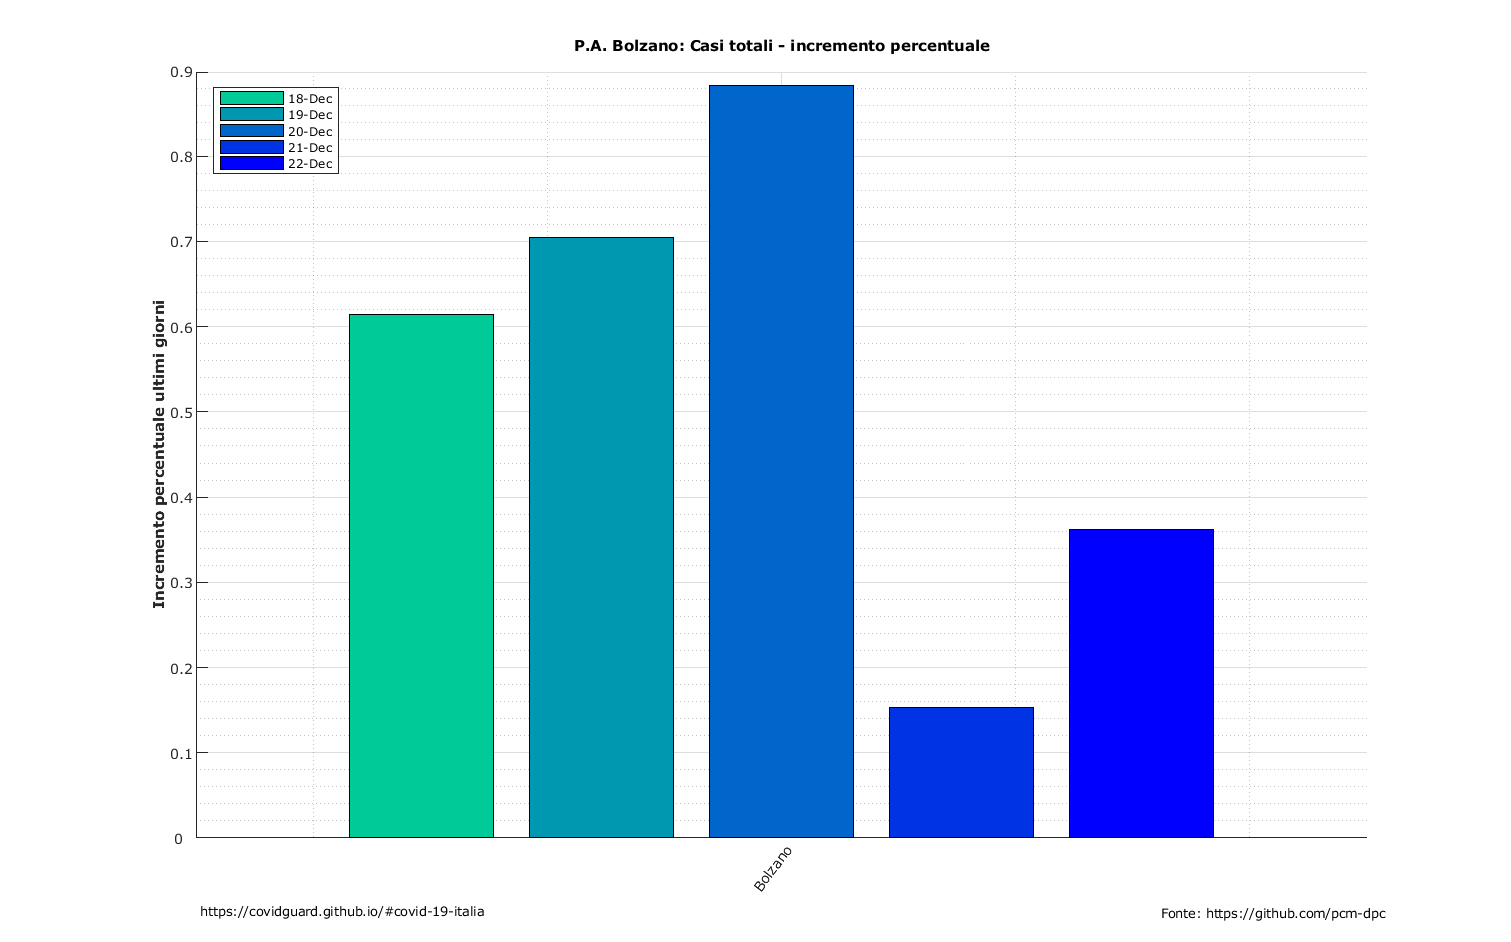 P.A. Bolzano: Casi totali - incremento percentuale
Incremento percentuale ultimi giorni
0.9
0.8
0.7
0.6
0.5
0.4
0.3
0.2
0.1
0
18-Dec
19-Dec
20-Dec
21-Dec
22-Dec
Bolzano
https://covidguard.github.io/#covid-19-italia
Fonte: https://github.com/pcm-dpc